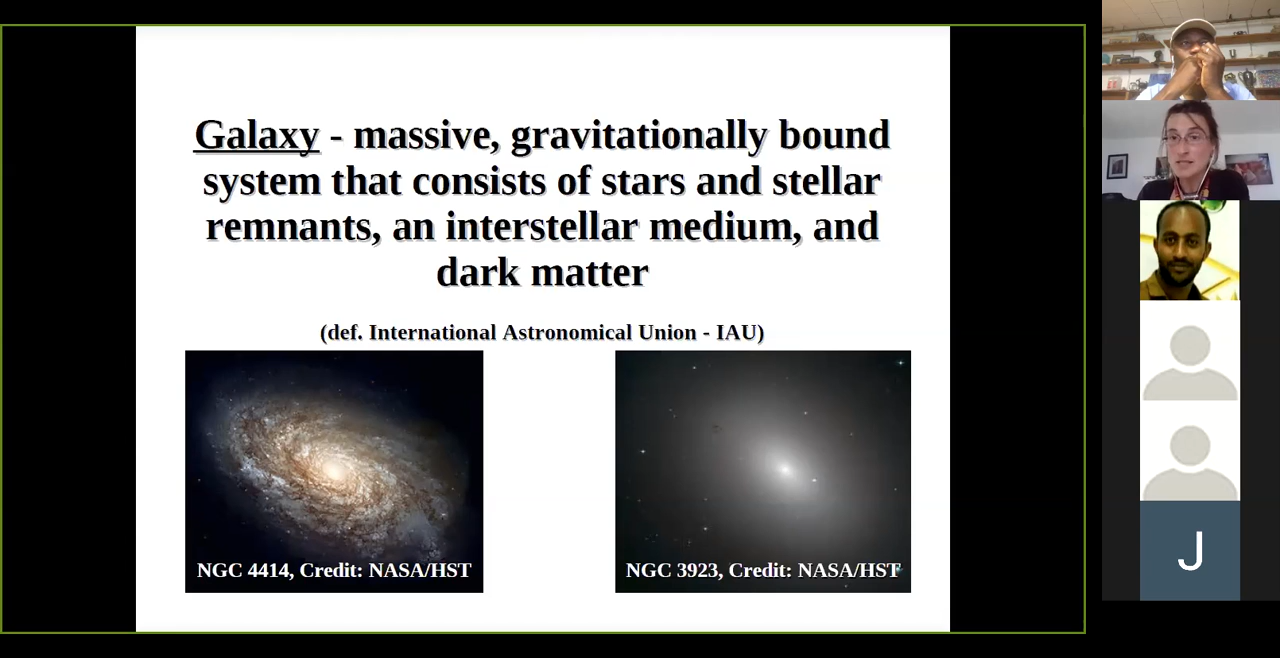 Galaxy - massive, gravitationally bound
system that consists of stars and stellar
remnants, an interstellar medium, and
dark matter
(def. International Astronomical Union - IAU)
NGC 4414, Credit: NASA/HST
NGC 3923, Credit: NASA/HST
J